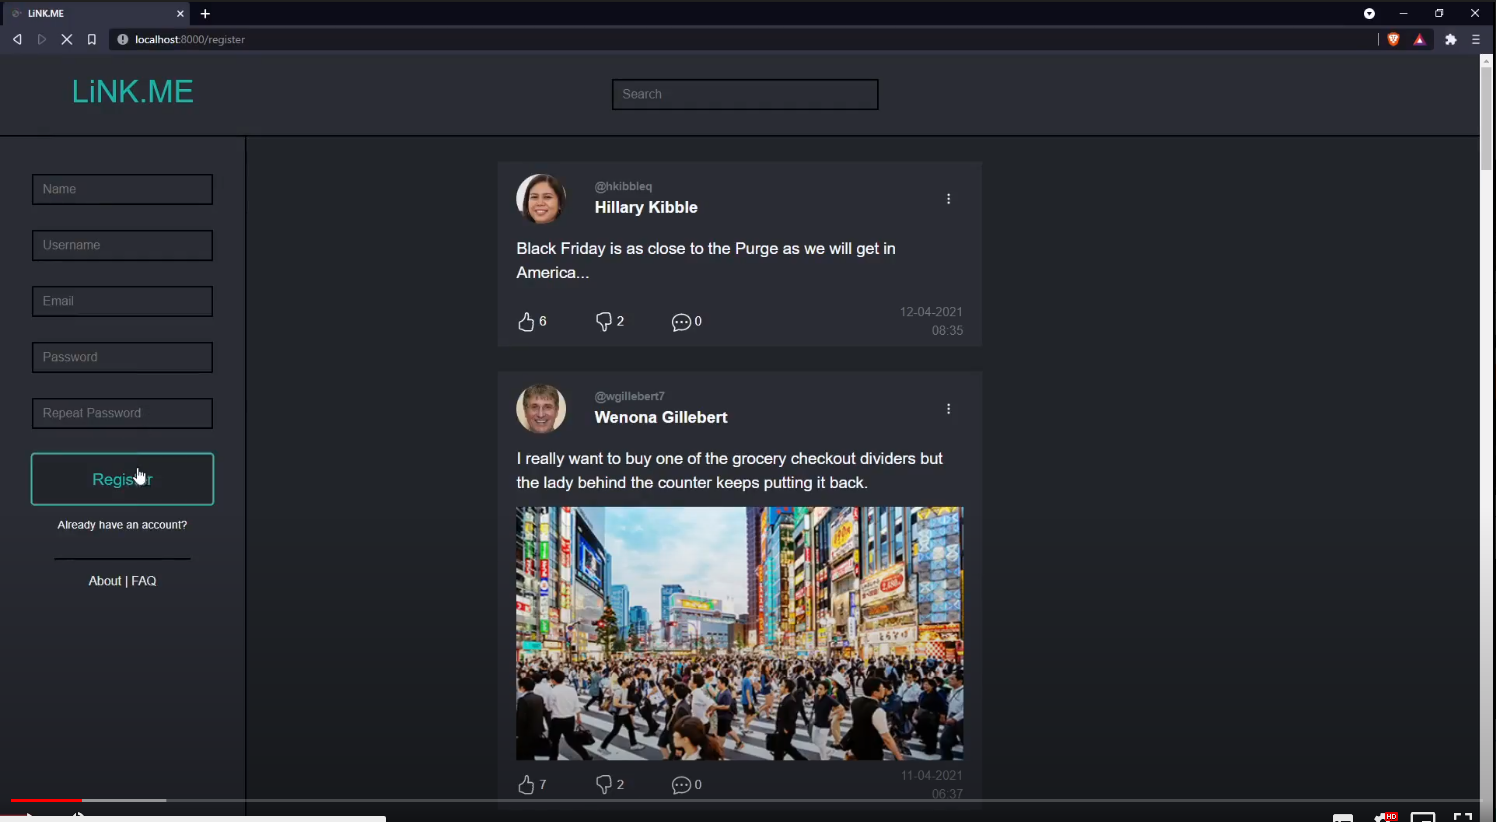 LiNK.ME
localhost:8000/register
LiNK.ME
Search
Name
Username
Email
Password
Repeat Password
Register
Already have an account?
About | FAQ
@hkibbleq
Hillary Kibble
Black Friday is as close to the Purge as we will get in
America...
6
2
0
12-04-2021
08:35
@wgillebert7
Wenona Gillebert
I really want to buy one of the grocery checkout dividers but
the lady behind the counter keeps putting it back.
7
2
0
11-04-2021
06:37
HD